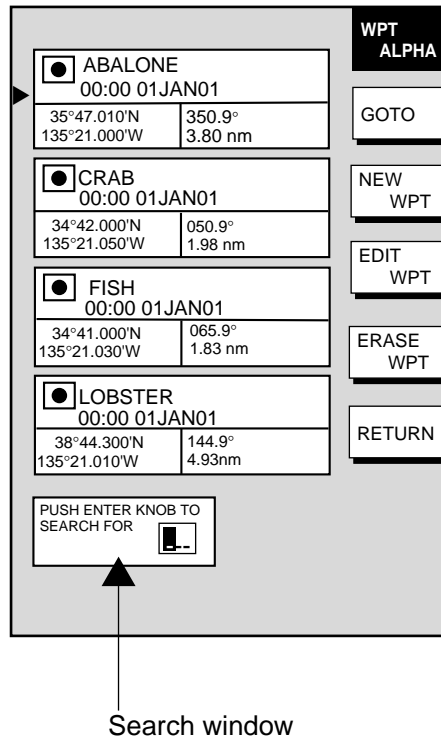 WPT
ALPHA
ABALONE
00:00 01JAN01
35°47.010'N 350.9°
135°21.000'W 3.80 nm
GOTO
CRAB
00:00 01JAN01
34°42.000'N 050.9°
135°21.050'W 1.98 nm
NEW
WPT
FISH
00:00 01JAN01
34°41.000'N 065.9°
135°21.030'W 1.83 nm
EDIT
WPT
LOBSTER
00:00 01JAN01
38°44.300'N 144.9°
135°21.010'W 4.93nm
ERASE
WPT
RETURN
PUSH ENTER KNOB TO
SEARCH FOR _--
Search window